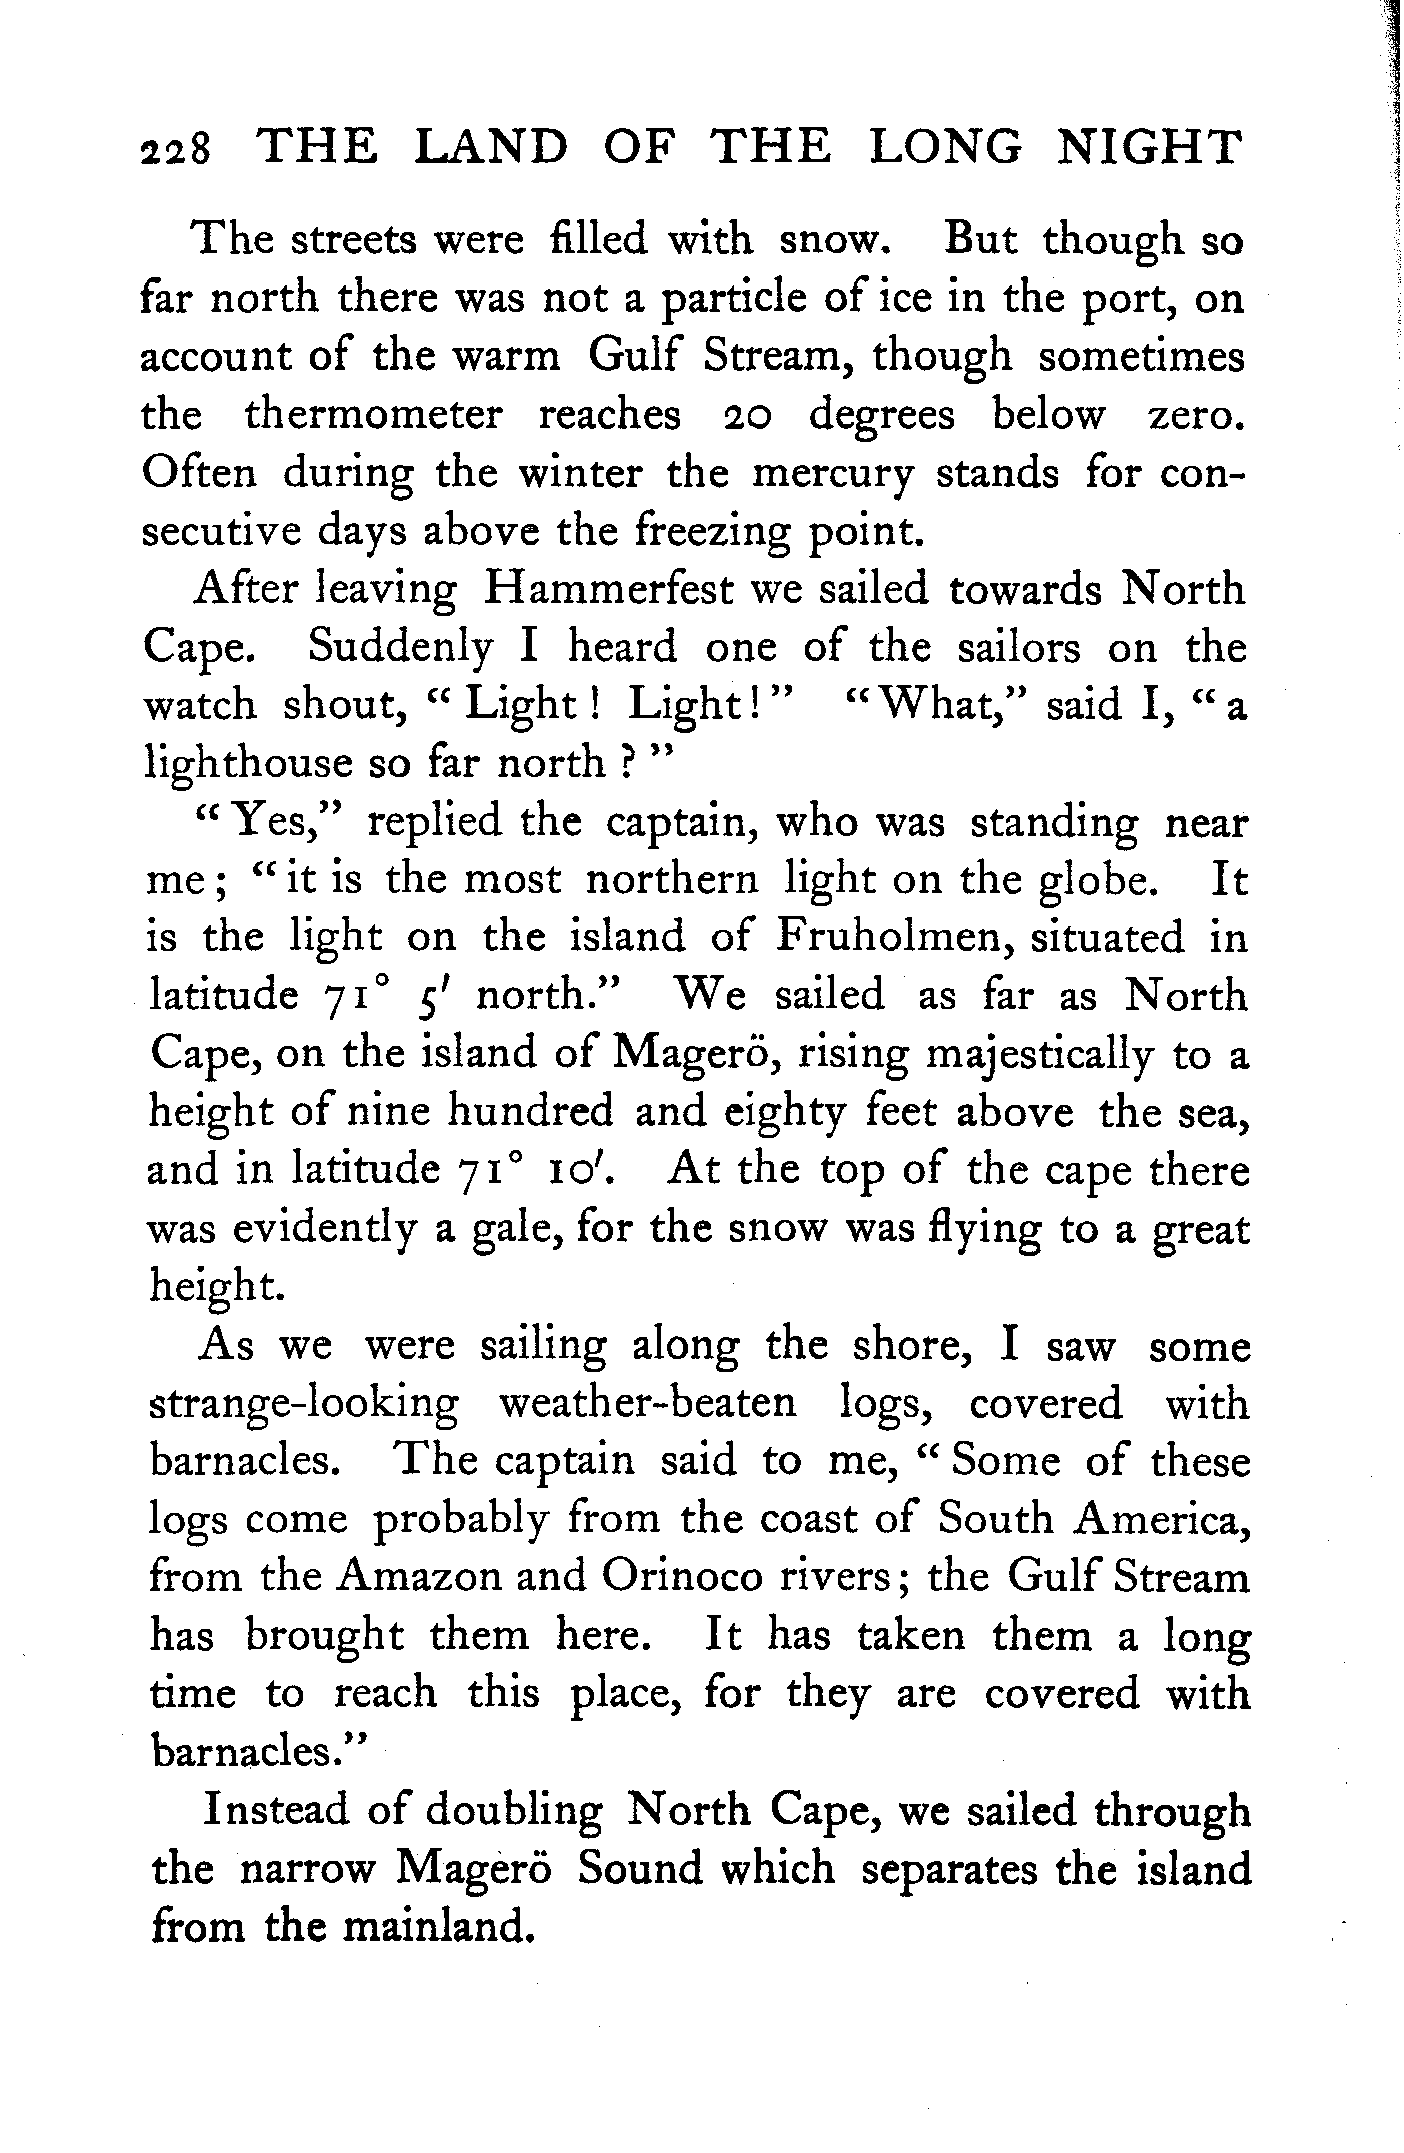 228 THE LAND OF THE LONG NIGHT
The streets were filled with snow. But though so
far north there was not a particle of ice in the port, on
account of the warm Gulf Stream, though sometimes
the thermometer reaches 20 degrees below zero.
Often during the winter the mercury stands for con-
secutive days above the freezing point.
After leaving Hammerfest we sailed towards North
Cape. Suddenly I heard one of the sailors on the
watch shout, “ Light ! Light ! ” “ What,” said I, “ a
lighthouse so far north ? ”
“ Yes,” replied the captain, who was standing near
me ; “ it is the most northern light on the globe. It
is the light on the island of Fruholmen, situated in
latitude 71° 5′ north.” We sailed as far as North
Cape, on the island of Magerö, rising majestically to a
height of nine hundred and eighty feet above the sea,
and in latitude 71° 10′. At the top of the cape there
was evidently a gale, for the snow was flying to a great
height.
As we were sailing along the shore, I saw some
strange-looking weather-beaten logs, covered with
barnacles. The captain said to me, “ Some of these
logs come probably from the coast of South America,
from the Amazon and Orinoco rivers ; the Gulf Stream
has brought them here. It has taken them a long
time to reach this place, for they are covered with
barnacles.”
Instead of doubling North Cape, we sailed through
the narrow Magerö Sound which separates the island
from the mainland.